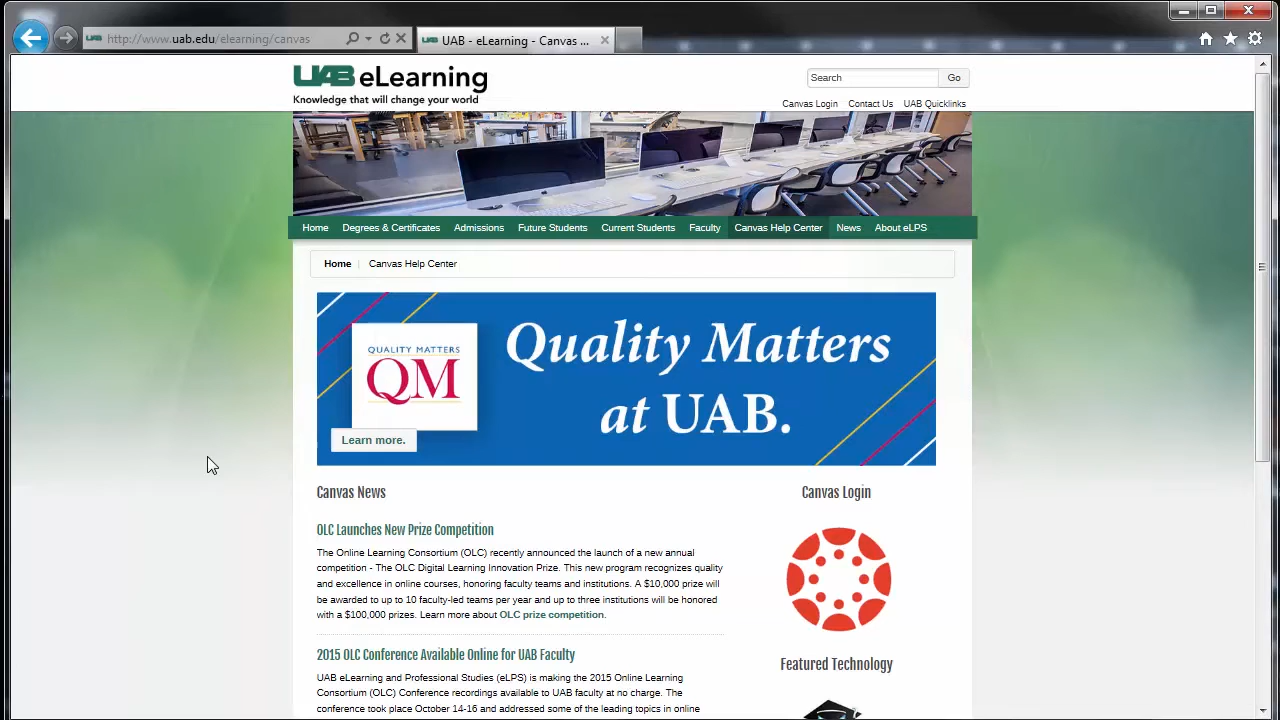 http://www.uab.edu/elearning/canvas
UAB - eLearning - Canvas ...
UAB eLearning
Knowledge that will change your world
Search
Go
Canvas Login
Contact Us
UAB Quicklinks
Home
Degrees & Certificates
Admissions
Future Students
Current Students
Faculty
Canvas Help Center
News
About eLPS
Home
Canvas Help Center
QUALITY MATTERS
QM
Learn more.
Quality Matters
at UAB.
Canvas News
OLC Launches New Prize Competition
The Online Learning Consortium (OLC) recently announced the launch of a new annual
competition - The OLC Digital Learning Innovation Prize. This new program recognizes quality
and excellence in online courses, honoring faculty teams and institutions. A $10,000 prize will
be awarded to up to 10 faculty-led teams per year and up to three institutions will be honored
with a $100,000 prizes. Learn more about OLC prize competition.
2015 OLC Conference Available Online for UAB Faculty
UAB eLearning and Professional Studies (eLPS) is making the 2015 Online Learning
Consortium (OLC) Conference recordings available to UAB faculty at no charge. The
conference took place October 14-16 and addressed some of the leading topics in online
Canvas Login
Featured Technology